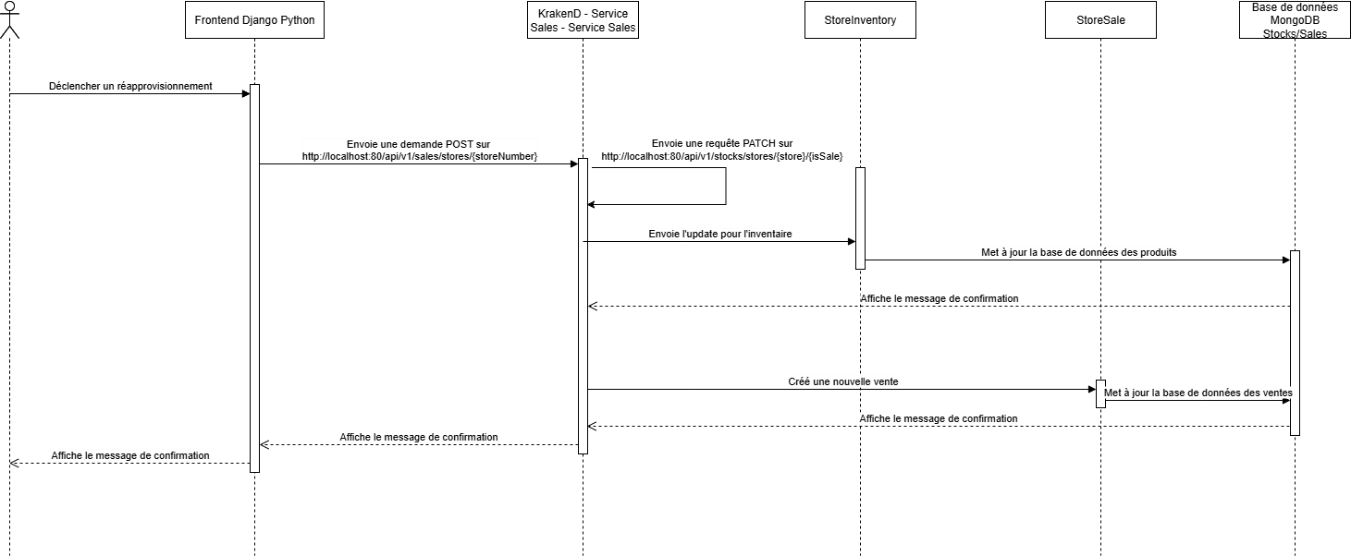 Frontend Django Python
KrakenD - Service
Sales - Service Sales
StoreInventory
StoreSale
Base de données
MongoDB
Stocks/Sales
Déclencher un réapprovisionnement
Envoie une demande POST sur
http://localhost:80/api/v1/sales/stores/{storeNumber}
Envoie une requête PATCH sur
http://localhost:80/api/v1/stocks/stores/{store}/{isSale}
Envoie l'update pour l'inventaire
Met à jour la base de données des produits
Affiche le message de confirmation
Créé une nouvelle vente
Met à jour la base de données des ventes
Affiche le message de confirmation
Affiche le message de confirmation
Affiche le message de confirmation